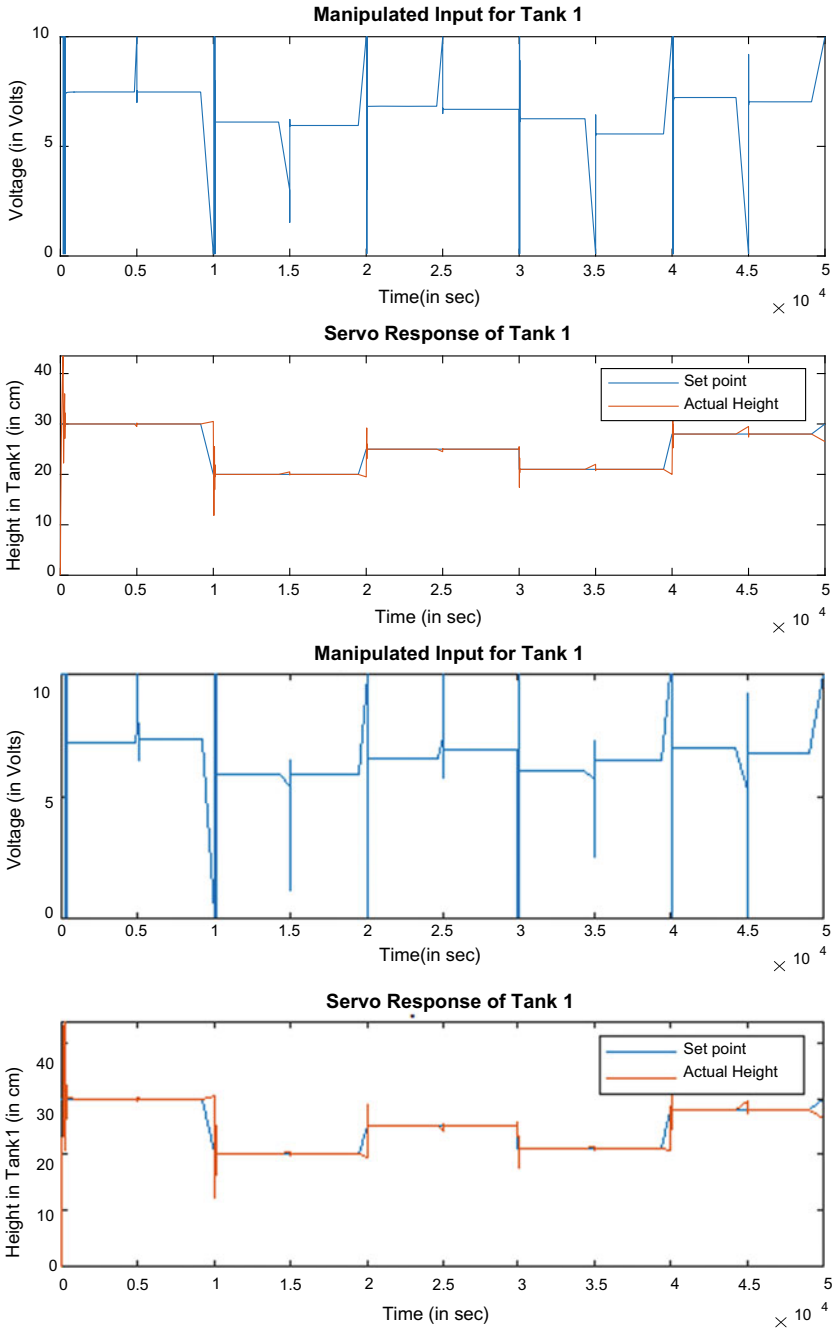 Manipulated Input for Tank 1
10
5
0
Voltage (in Volts)
0 0.5 1 1.5 2 2.5 3 3.5 4 4.5 5
Time(in sec)
× 10 4
Servo Response of Tank 1
40
30
20
10
0
Height in Tank1 (in cm)
Set point
Actual Height
0 0.5 1 1.5 2 2.5 3 3.5 4 4.5 5
Time (in sec)
× 10 4
Manipulated Input for Tank 1
10
5
0
Voltage (in Volts)
0 0.5 1 1.5 2 2.5 3 3.5 4 4.5 5
Time(in sec)
× 10 4
Servo Response of Tank 1
40
30
20
10
0
Height in Tank1 (in cm)
Set point
Actual Height
0 0.5 1 1.5 2 2.5 3 3.5 4 4.5 5
Time (in sec)
× 10 4